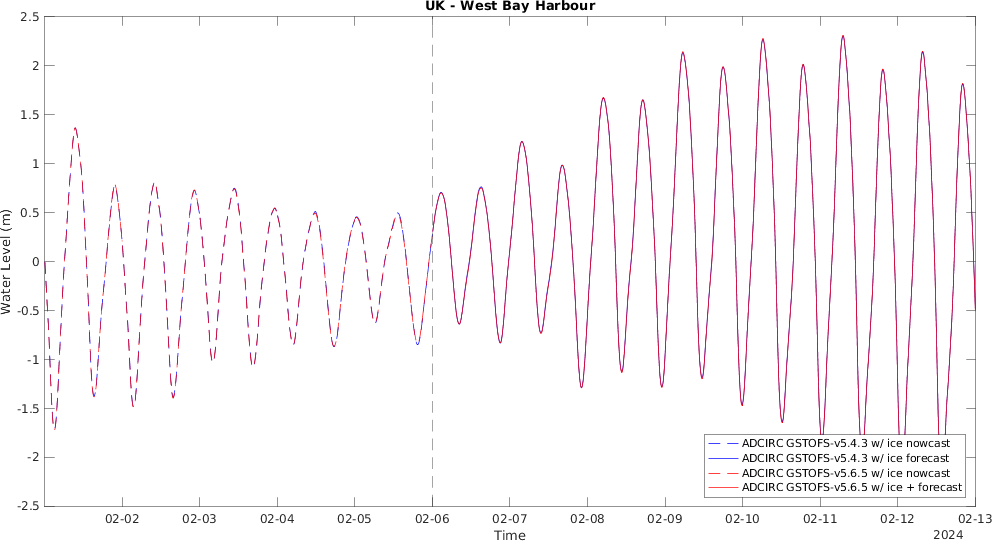 UK - West Bay Harbour
2.5
2
1.5
1
0.5
0
-0.5
-1
-1.5
-2
-2.5
Water Level (m)
ADCIRC GSTOFS-v5.4.3 w/ ice nowcast
ADCIRC GSTOFS-v5.4.3 w/ ice forecast
ADCIRC GSTOFS-v5.6.5 w/ ice nowcast
ADCIRC GSTOFS-v5.6.5 w/ ice + forecast
02-02 02-03 02-04 02-05 02-06 02-07 02-08 02-09 02-10 02-11 02-12 02-13
Time
2024